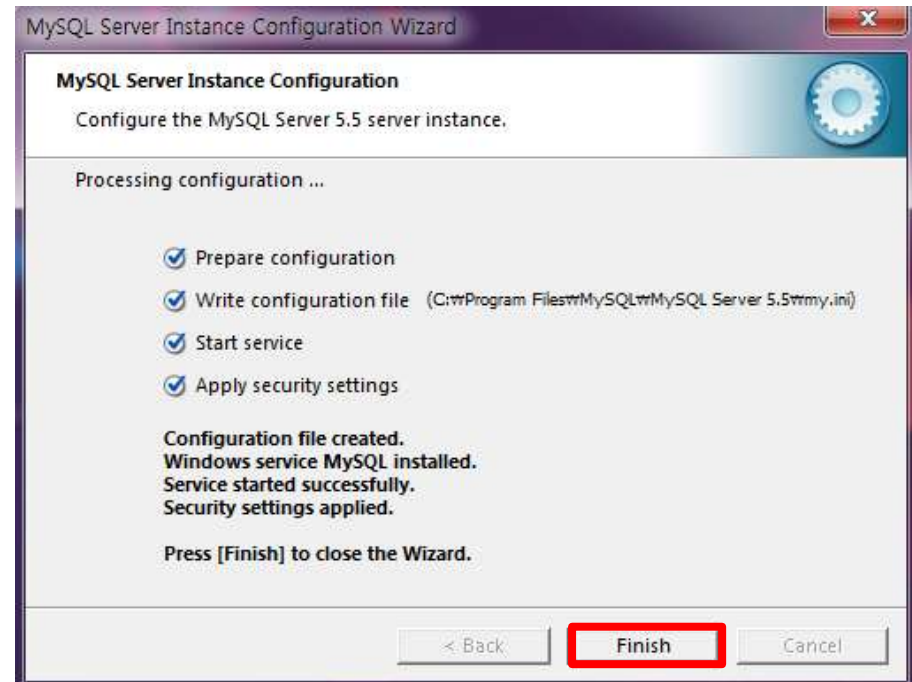 MySQL Server Instance Configuration Wizard
MySQL Server Instance Configuration
Configure the MySQL Server 5.5 server instance.
Processing configuration ...
Prepare configuration
Write configuration file (C:₩Program Files₩MySQL₩MySQL Server 5.5₩my.ini)
Start service
Apply security settings
Configuration file created.
Windows service MySQL installed.
Service started successfully.
Security settings applied.
Press [Finish] to close the Wizard.
< Back Finish Cancel